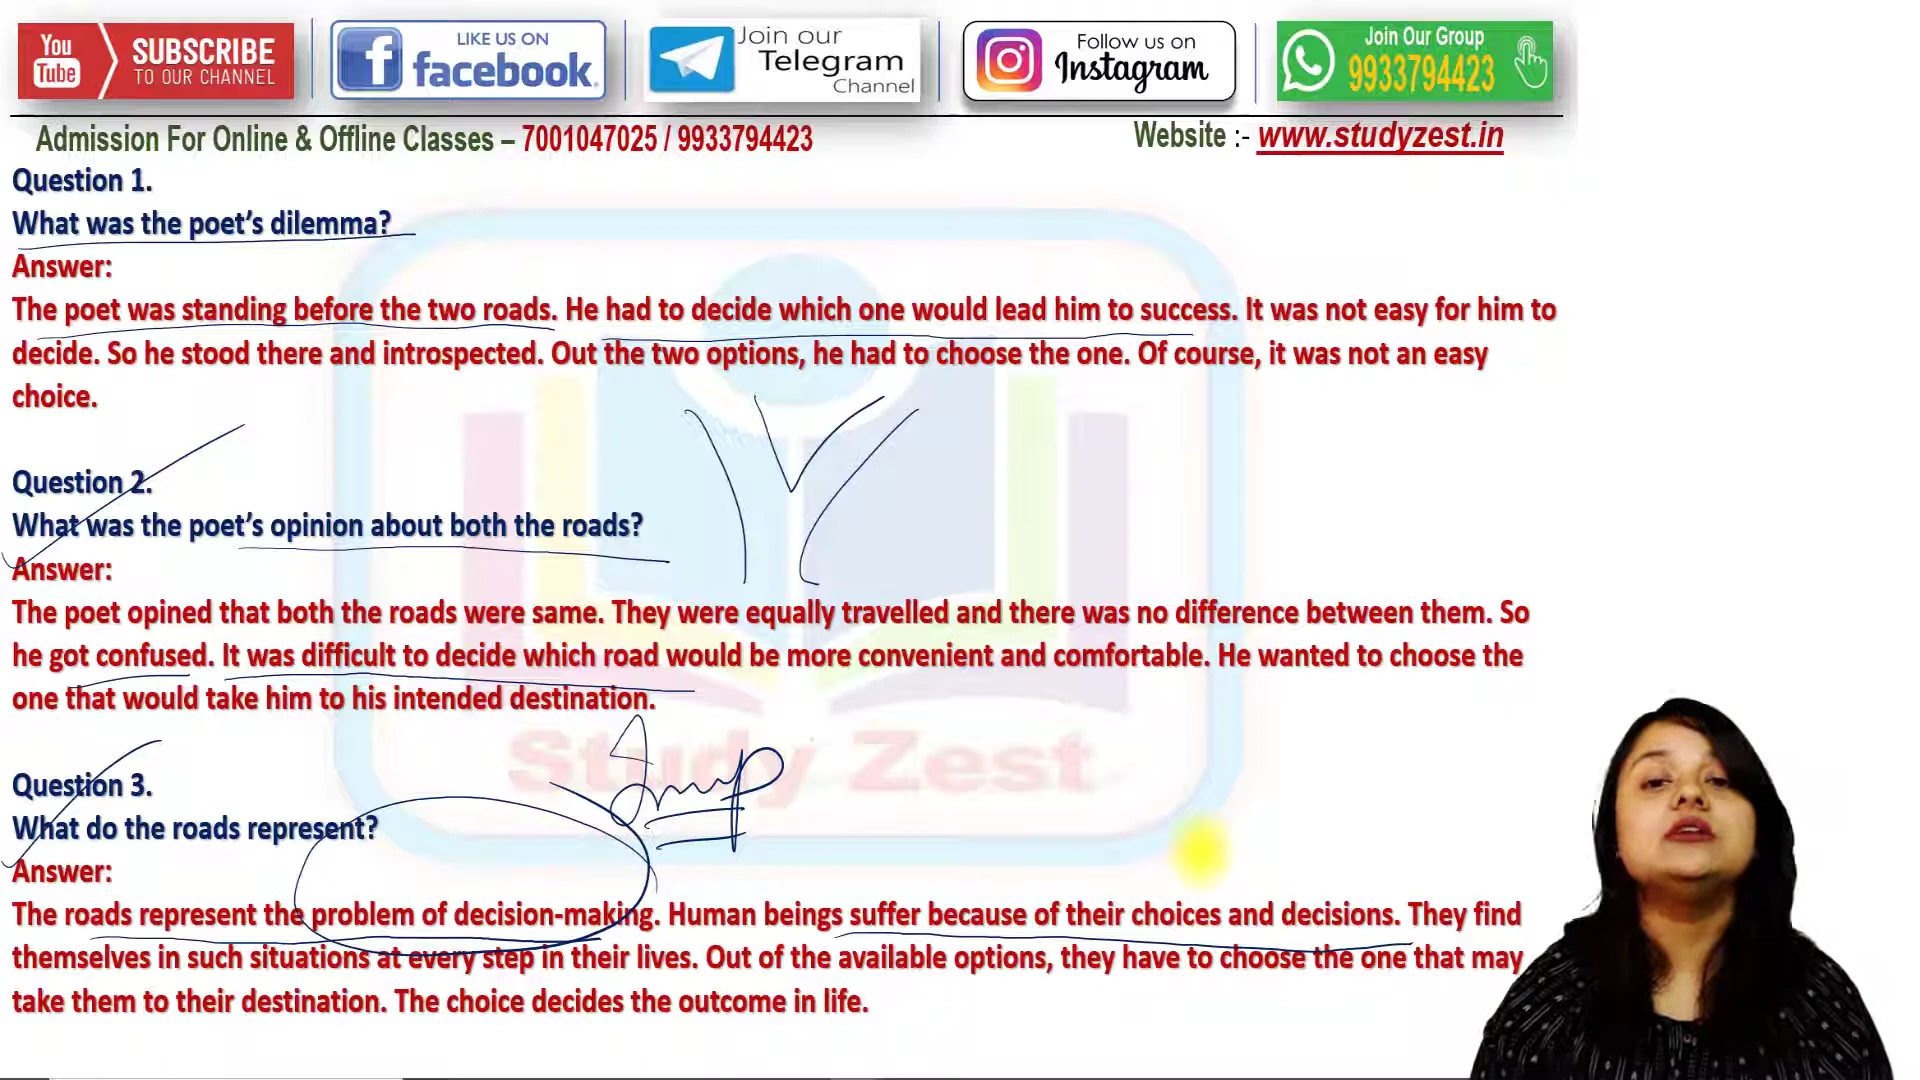 You Tube SUBSCRIBE TO OUR CHANNEL
LIKE US ON facebook.
Join our Telegram Channel
Follow us on Instagram
Join Our Group 9933794423
Admission For Online & Offline Classes – 7001047025 / 9933794423
Website :- www.studyzest.in
Question 1.
What was the poet’s dilemma?
Answer:
The poet was standing before the two roads. He had to decide which one would lead him to success. It was not easy for him to
decide. So he stood there and introspected. Out the two options, he had to choose the one. Of course, it was not an easy
choice.
Question 2.
What was the poet’s opinion about both the roads?
Answer:
The poet opined that both the roads were same. They were equally travelled and there was no difference between them. So
he got confused. It was difficult to decide which road would be more convenient and comfortable. He wanted to choose the
one that would take him to his intended destination.
Study Zest
Imp
Question 3.
What do the roads represent?
Answer:
The roads represent the problem of decision-making. Human beings suffer because of their choices and decisions. They find
themselves in such situations at every step in their lives. Out of the available options, they have to choose the one that may
take them to their destination. The choice decides the outcome in life.